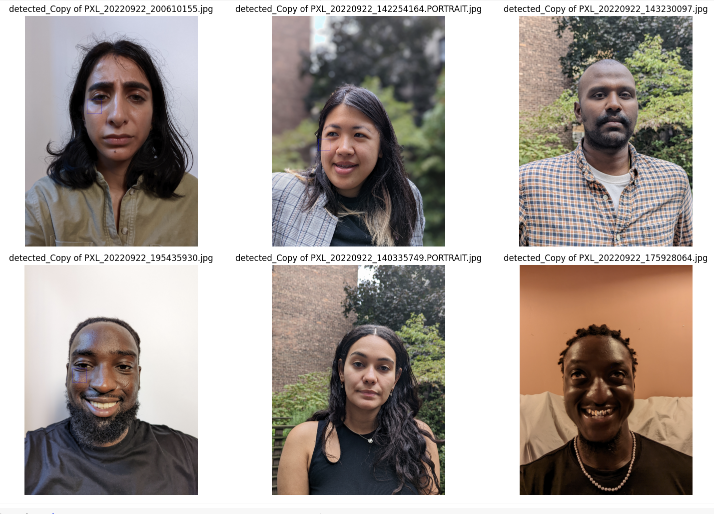 detected_Copy of PXL_20220922_200610155.jpg
detected_Copy of PXL_20220922_142254164.PORTRAIT.jpg
detected_Copy of PXL_20220922_143230097.jpg
detected_Copy of PXL_20220922_195435930.jpg
detected_Copy of PXL_20220922_140335749.PORTRAIT.jpg
detected_Copy of PXL_20220922_175928064.jpg